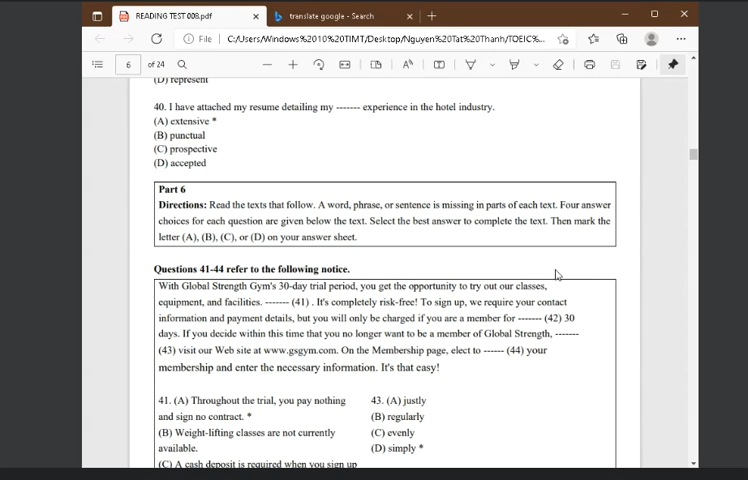 READING TEST 008.pdf
translate google - Search
File
C:/Users/Windows%2010%20TIMT/Desktop/Nguyen%20Tat%20Thanh/TOEIC%...
6 of 24
(D) represent
40. I have attached my resume detailing my ------- experience in the hotel industry.
(A) extensive *
(B) punctual
(C) prospective
(D) accepted
Part 6
Directions: Read the texts that follow. A word, phrase, or sentence is missing in parts of each text. Four answer
choices for each question are given below the text. Select the best answer to complete the text. Then mark the
letter (A), (B), (C), or (D) on your answer sheet.
Questions 41-44 refer to the following notice.
With Global Strength Gym's 30-day trial period, you get the opportunity to try out our classes,
equipment, and facilities. ------- (41) . It's completely risk-free! To sign up, we require your contact
information and payment details, but you will only be charged if you are a member for ------- (42) 30
days. If you decide within this time that you no longer want to be a member of Global Strength, -------
(43) visit our Web site at www.gsgym.com. On the Membership page, elect to ------ (44) your
membership and enter the necessary information. It's that easy!
41. (A) Throughout the trial, you pay nothing
and sign no contract. *
(B) Weight-lifting classes are not currently
available.
(C) A cash deposit is required when you sign up
43. (A) justly
(B) regularly
(C) evenly
(D) simply *